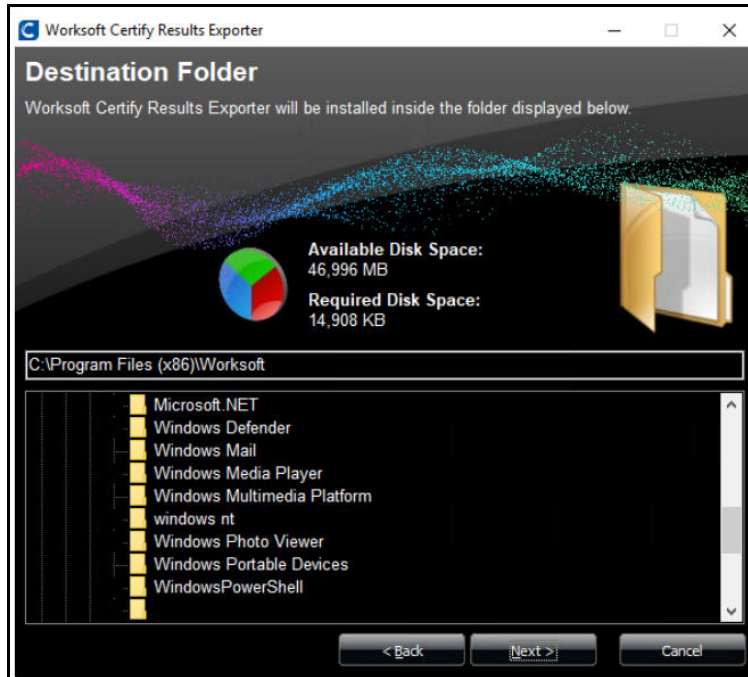 Worksoft Certify Results Exporter
Destination Folder
Worksoft Certify Results Exporter will be installed inside the folder displayed below.
Available Disk Space:
46,996 MB
Required Disk Space:
14,908 KB
C:\Program Files (x86)\Worksoft
Microsoft.NET
Windows Defender
Windows Mail
Windows Media Player
Windows Multimedia Platform
windows nt
Windows Photo Viewer
Windows Portable Devices
WindowsPowerShell
< Back
Next >
Cancel